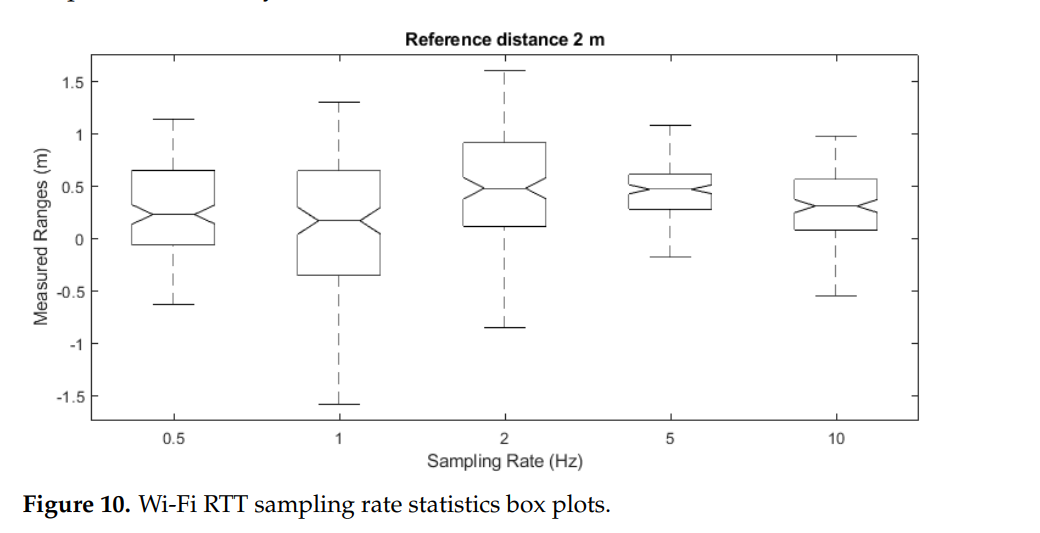 Reference distance 2 m
Measured Ranges (m)
1.5
1
0.5
0
-0.5
-1
-1.5
0.5 1 2 5 10
Sampling Rate (Hz)
Figure 10. Wi-Fi RTT sampling rate statistics box plots.